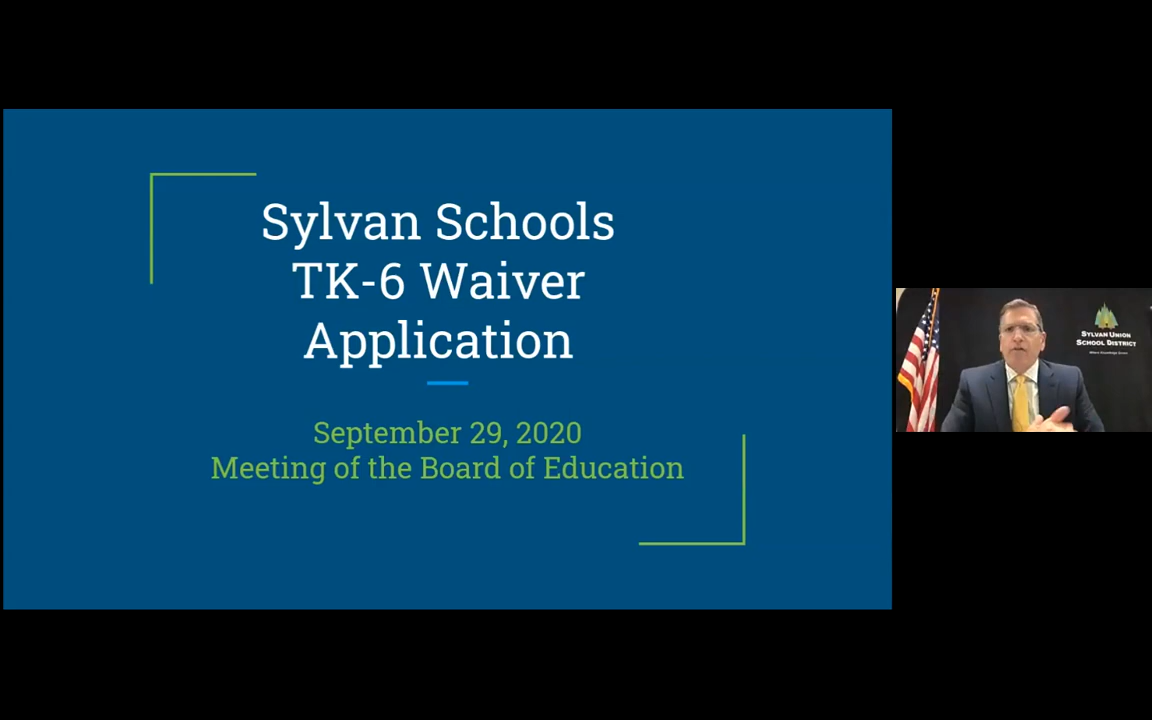 Sylvan Schools
TK-6 Waiver
Application
September 29, 2020
Meeting of the Board of Education
SYLVAN UNION
SCHOOL DISTRICT